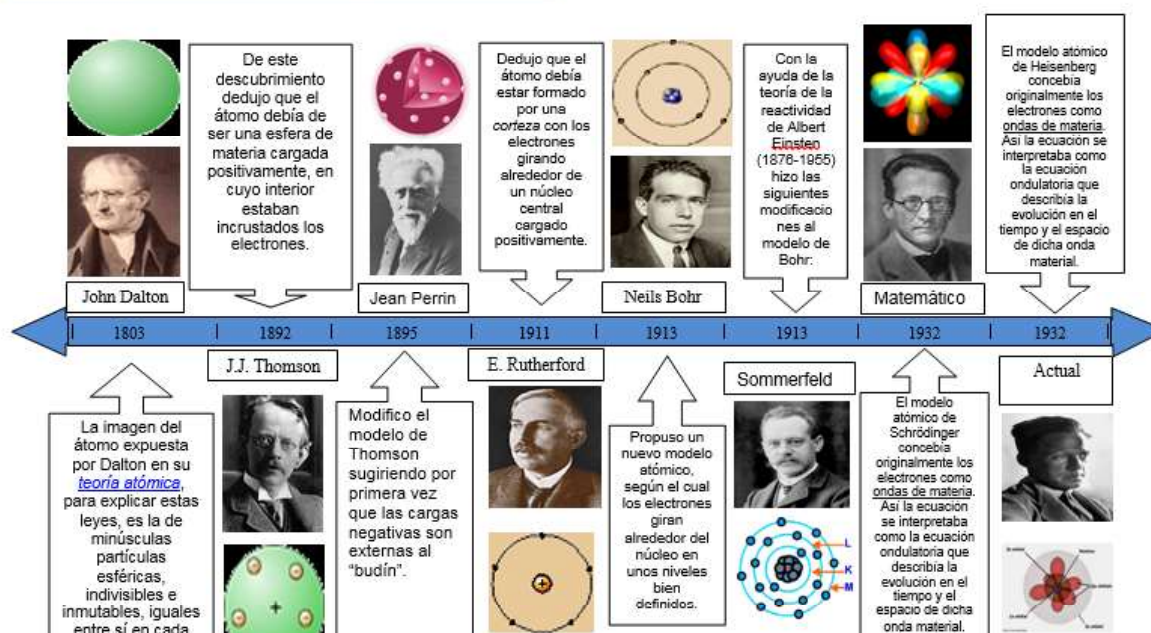 De este
descubrimiento
dedujo que el
átomo debía de
ser una esfera de
materia cargada
positivamente, en
cuyo interior
estaban
incrustados los
electrones.
Dedujo que el
átomo debía
estar formado
por una
corteza con los
electrones
girando
alrededor de
un núcleo
central
cargado
positivamente.
Con la
ayuda de la
teoría de la
reactividad
de Albert
Einsten
(1876-1955)
hizo las
siguientes
modificacio
nes al
modelo de
Bohr:
El modelo atómico
de Heisenberg
concebia
originalmente los
electrones como
ondas de materia.
Así la ecuación se
interpretaba como
la ecuación
ondulatoria que
describía la
evolución en el
tiempo y el espacio
de dicha onda
material.
John Dalton
Jean Perrin
Neils Bohr
Matemático
1803
1892
1895
1911
1913
1913
1932
1932
J.J. Thomson
E. Rutherford
Sommerfeld
Actual
La imagen del
átomo expuesta
por Dalton en su
teoría atómica,
para explicar estas
leyes, es la de
minúsculas
partículas
esféricas,
indivisibles e
inmutables, iguales
entre sí en cada
Modifico el
modelo de
Thomson
sugiriendo por
primera vez
que las cargas
negativas son
externas al
“budín”.
Propuso un
nuevo modelo
atómico,
según el cual
los electrones
giran
alrededor del
núcleo en
unos niveles
bien
definidos.
L
K
M
El modelo
atómico de
Schrödinger
concebía
originalmente los
electrones como
ondas de materia.
Así la ecuación
se interpretaba
como la ecuación
ondulatoria que
describía la
evolución en el
tiempo y el
espacio de dicha
onda material.